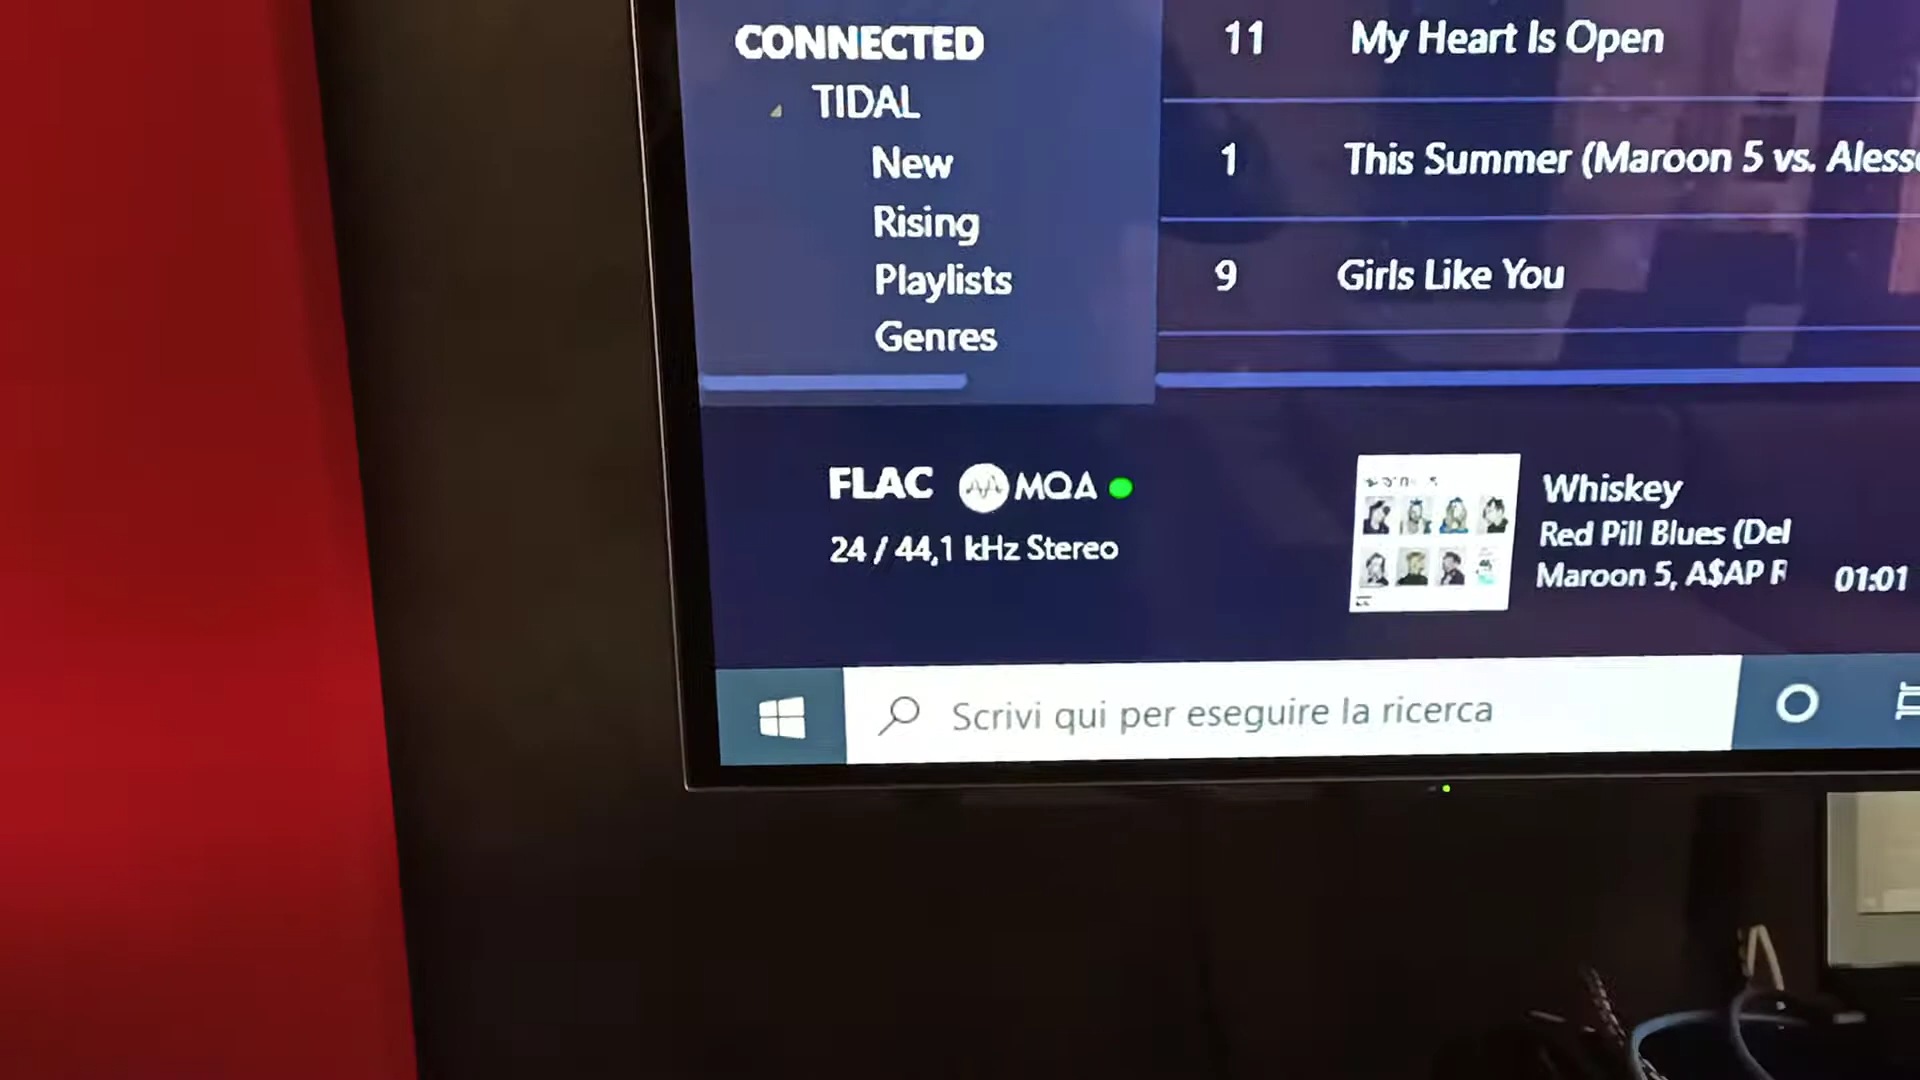 CONNECTED
TIDAL
New
Rising
Playlists
Genres
11 My Heart Is Open
1 This Summer (Maroon 5 vs. Aless
9 Girls Like You
FLAC MQA
24 / 44,1 kHz Stereo
Whiskey
Red Pill Blues (Del
Maroon 5, A$AP R
01:01
Scrivi qui per eseguire la ricerca